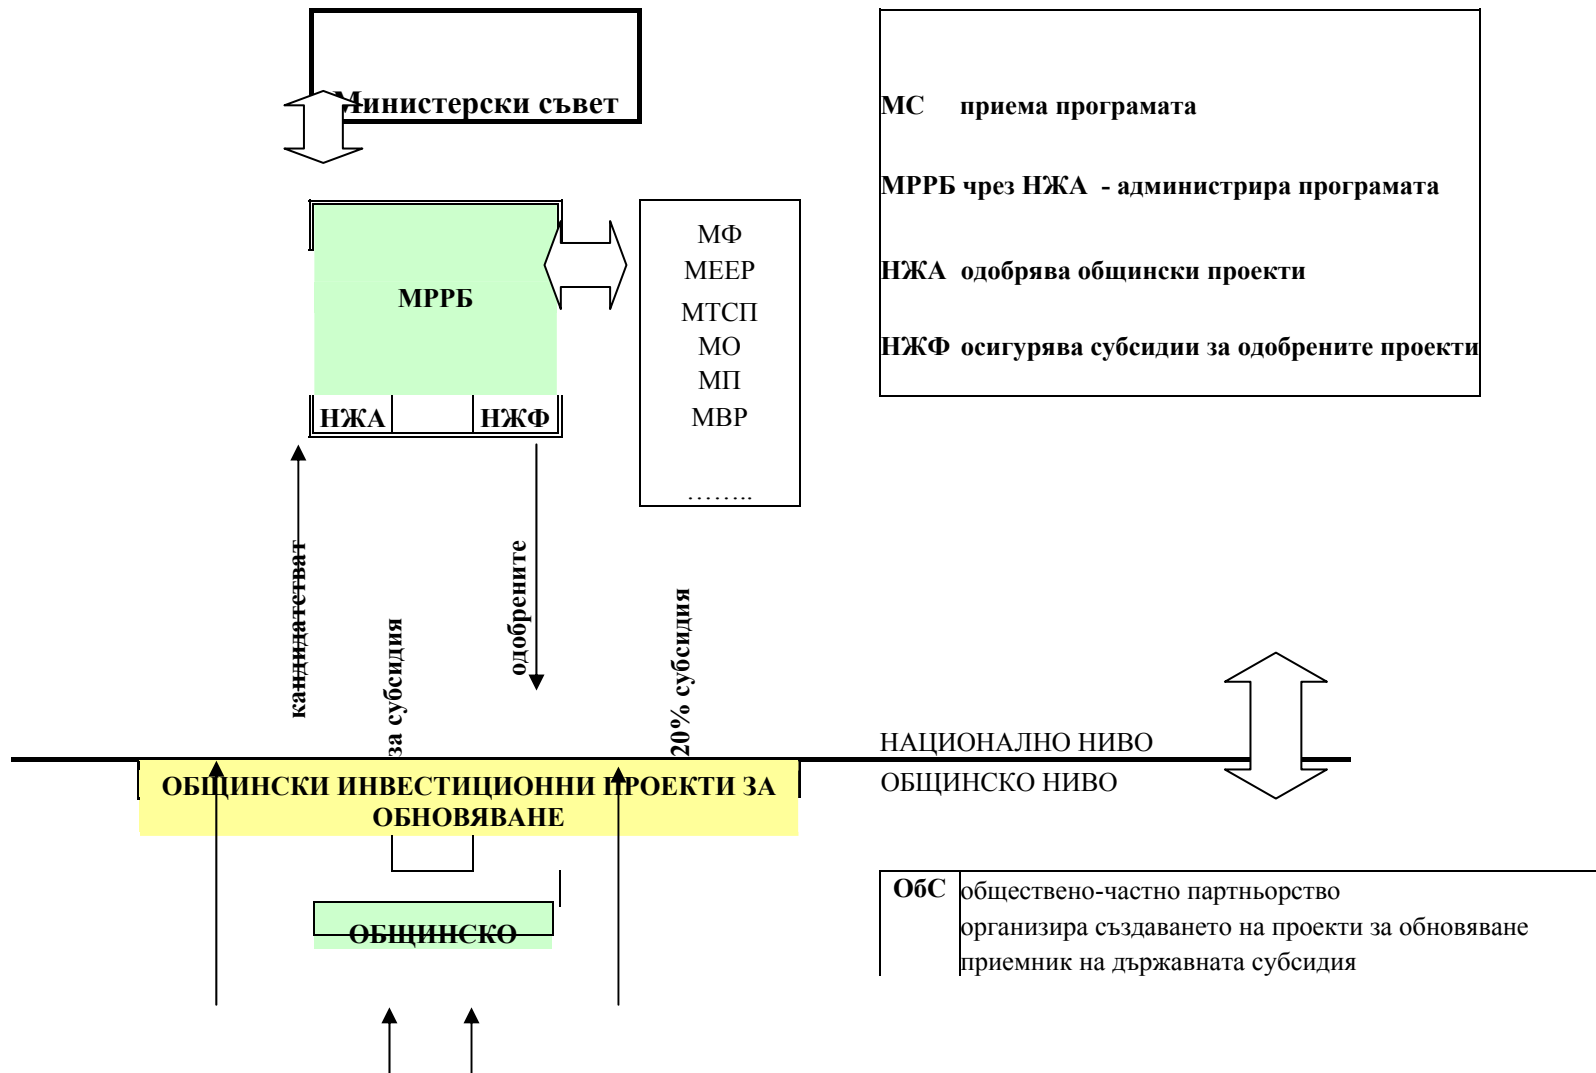 Министерски съвет
МС приема програмата
МРРБ чрез НЖА - администрира програмата
НЖА одобрява общински проекти
НЖФ осигурява субсидии за одобрените проекти
МРРБ
НЖА НЖФ
МФ
МЕЕР
МТСП
МО
МП
МВР
……..
кандидатстват
за субсидия
одобрените
20% субсидия
НАЦИОНАЛНО НИВО
ОБЩИНСКО НИВО
ОБЩИНСКИ ИНВЕСТИЦИОННИ ПРОЕКТИ ЗА
ОБНОВЯВАНЕ
ОБЩИНСКО
ОбС обществено-частно партньорство
организира създаването на проекти за обновяване
приемник на държавната субсидия